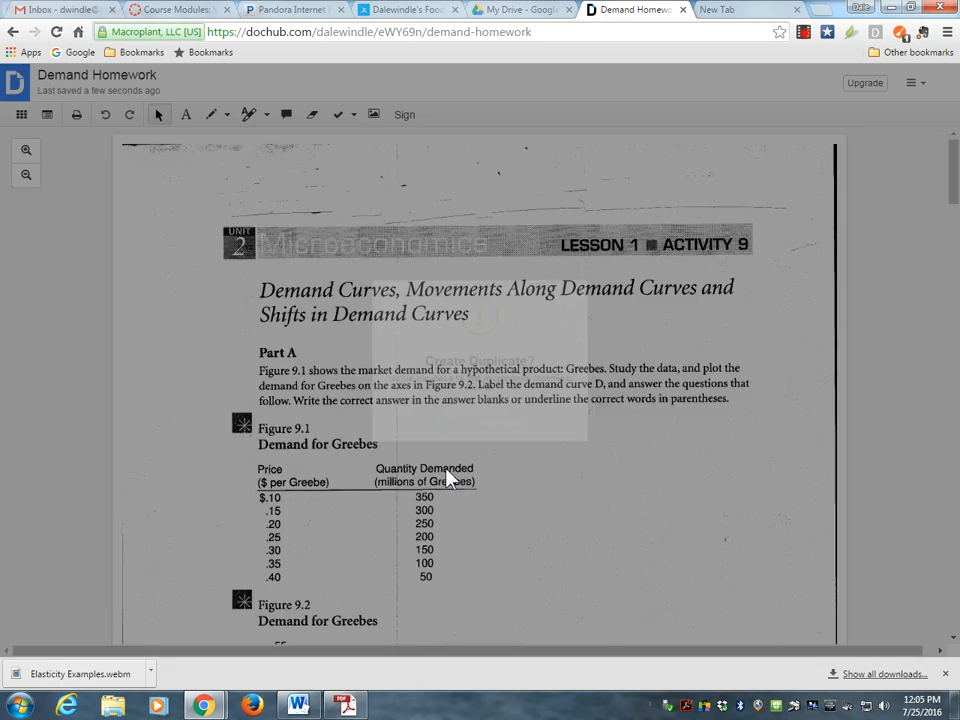 Inbox - dwindle@
Course Modules:
Pandora Internet
Dalewindle's Foo
My Drive - Google
Demand Homewo
New Tab
Dale
Macroplant, LLC [US]
https://dochub.com/dalewindle/eWY69n/demand-homework
Apps
Google
Bookmarks
Bookmarks
Other bookmarks
D
Demand Homework
Last saved a few seconds ago
Upgrade
A
Sign
UNIT
2
Microeconomics
LESSON 1 ■ ACTIVITY 9
Demand Curves, Movements Along Demand Curves and
Shifts in Demand Curves
Create Duplicate?
Part A
Figure 9.1 shows the market demand for a hypothetical product: Greebes. Study the data, and plot the
demand for Greebes on the axes in Figure 9.2. Label the demand curve D, and answer the questions that
follow. Write the correct answer in the answer blanks or underline the correct words in parentheses.
Figure 9.1
Demand for Greebes
Price Quantity Demanded
($ per Greebe) (millions of Greebes)
$.10 350
.15 300
.20 250
.25 200
.30 150
.35 100
.40 50
Figure 9.2
Demand for Greebes
Elasticity Examples.webm
Show all downloads...
12:05 PM
7/25/2016